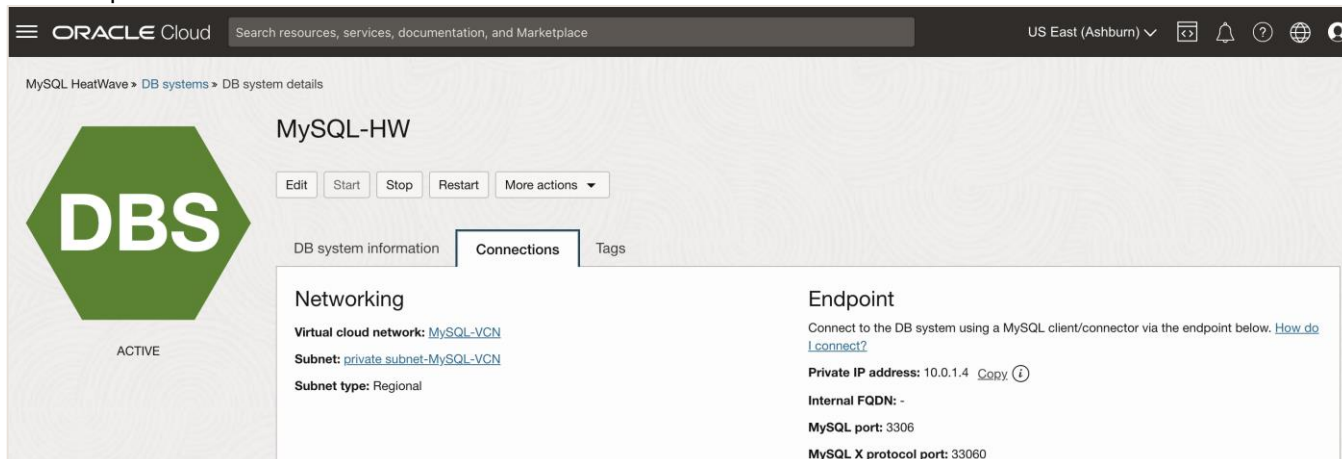 ORACLE Cloud
Search resources, services, documentation, and Marketplace
US East (Ashburn)
MySQL HeatWave » DB systems » DB system details
DBS
ACTIVE
MySQL-HW
Edit Start Stop Restart More actions
DB system information Connections Tags
Networking
Virtual cloud network: MySQL-VCN
Subnet: private subnet-MySQL-VCN
Subnet type: Regional
Endpoint
Connect to the DB system using a MySQL client/connector via the endpoint below. How do
I connect?
Private IP address: 10.0.1.4 Copy
Internal FQDN: -
MySQL port: 3306
MySQL X protocol port: 33060